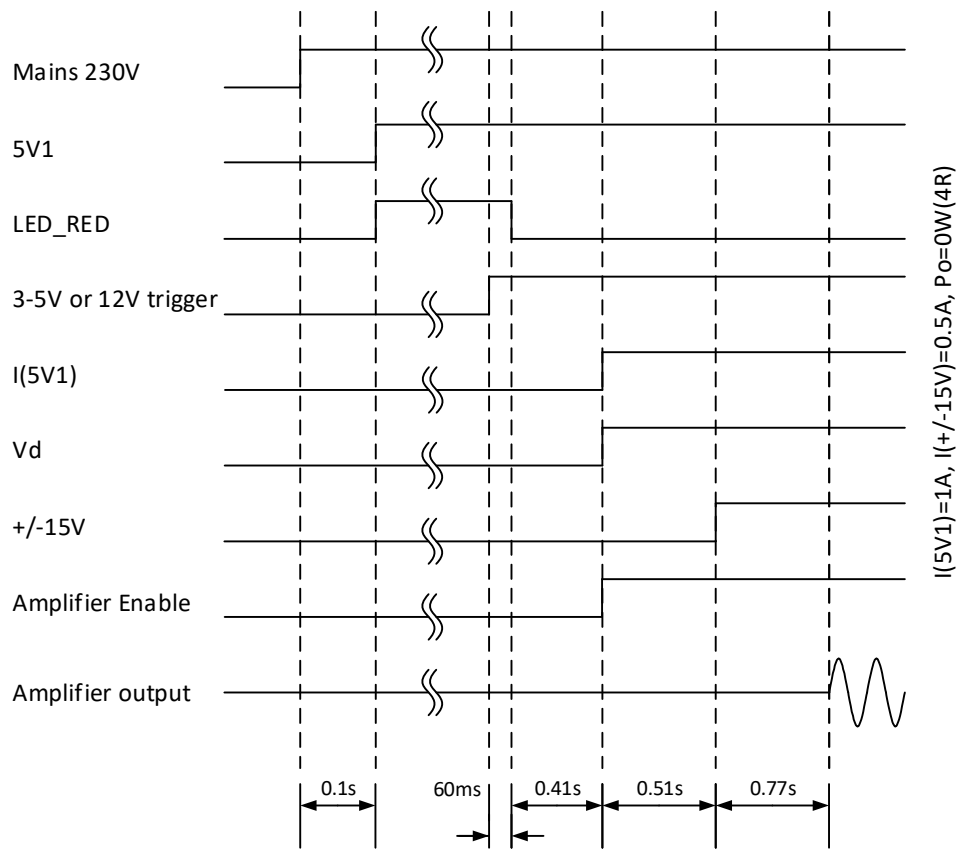 Mains 230V
5V1
LED_RED
3-5V or 12V trigger
I(5V1)
Vd
+/-15V
Amplifier Enable
Amplifier output
0.1s
60ms
0.41s
0.51s
0.77s
I(5V1)=1A, I(+/-15V)=0.5A, Po=0W(4R)